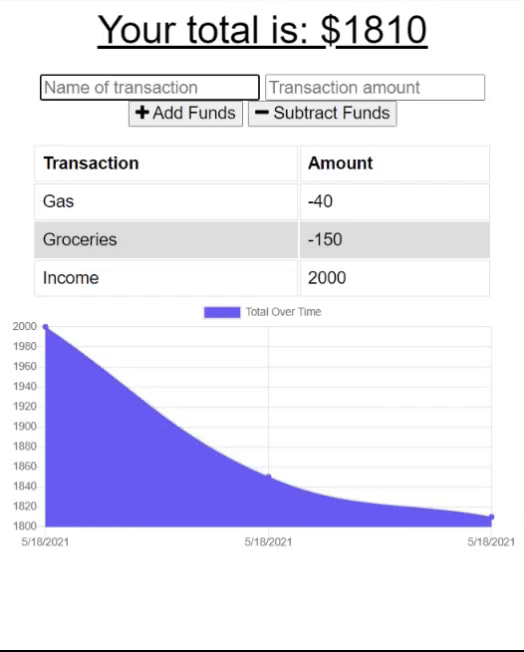 Your total is: $1810
Name of transaction Transaction amount
+ Add Funds − Subtract Funds
Transaction Amount
Gas -40
Groceries -150
Income 2000
Total Over Time
2000
1980
1960
1940
1920
1900
1880
1860
1840
1820
1800
5/18/2021 5/18/2021 5/18/2021